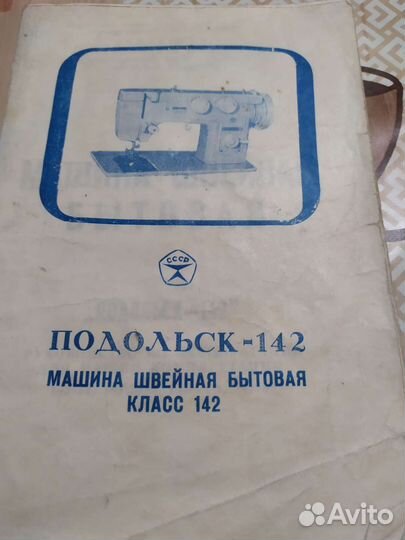 СССР
ПОДОЛЬСК-142
МАШИНА ШВЕЙНАЯ БЫТОВАЯ
КЛАСС 142
Avito